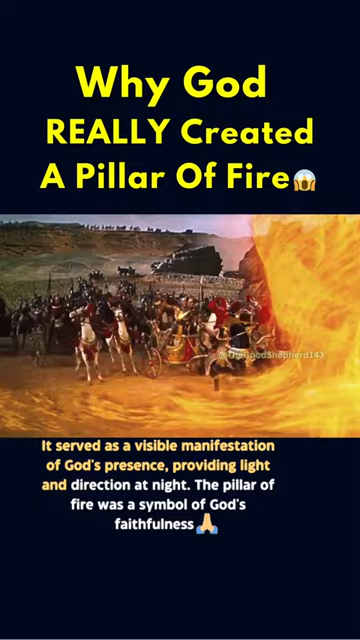 Why God
REALLY Created
A Pillar Of Fire😱
@TheGoodShepherd143
It served as a visible manifestation
of God's presence, providing light
and direction at night. The pillar of
fire was a symbol of God's
faithfulness🙏🏼